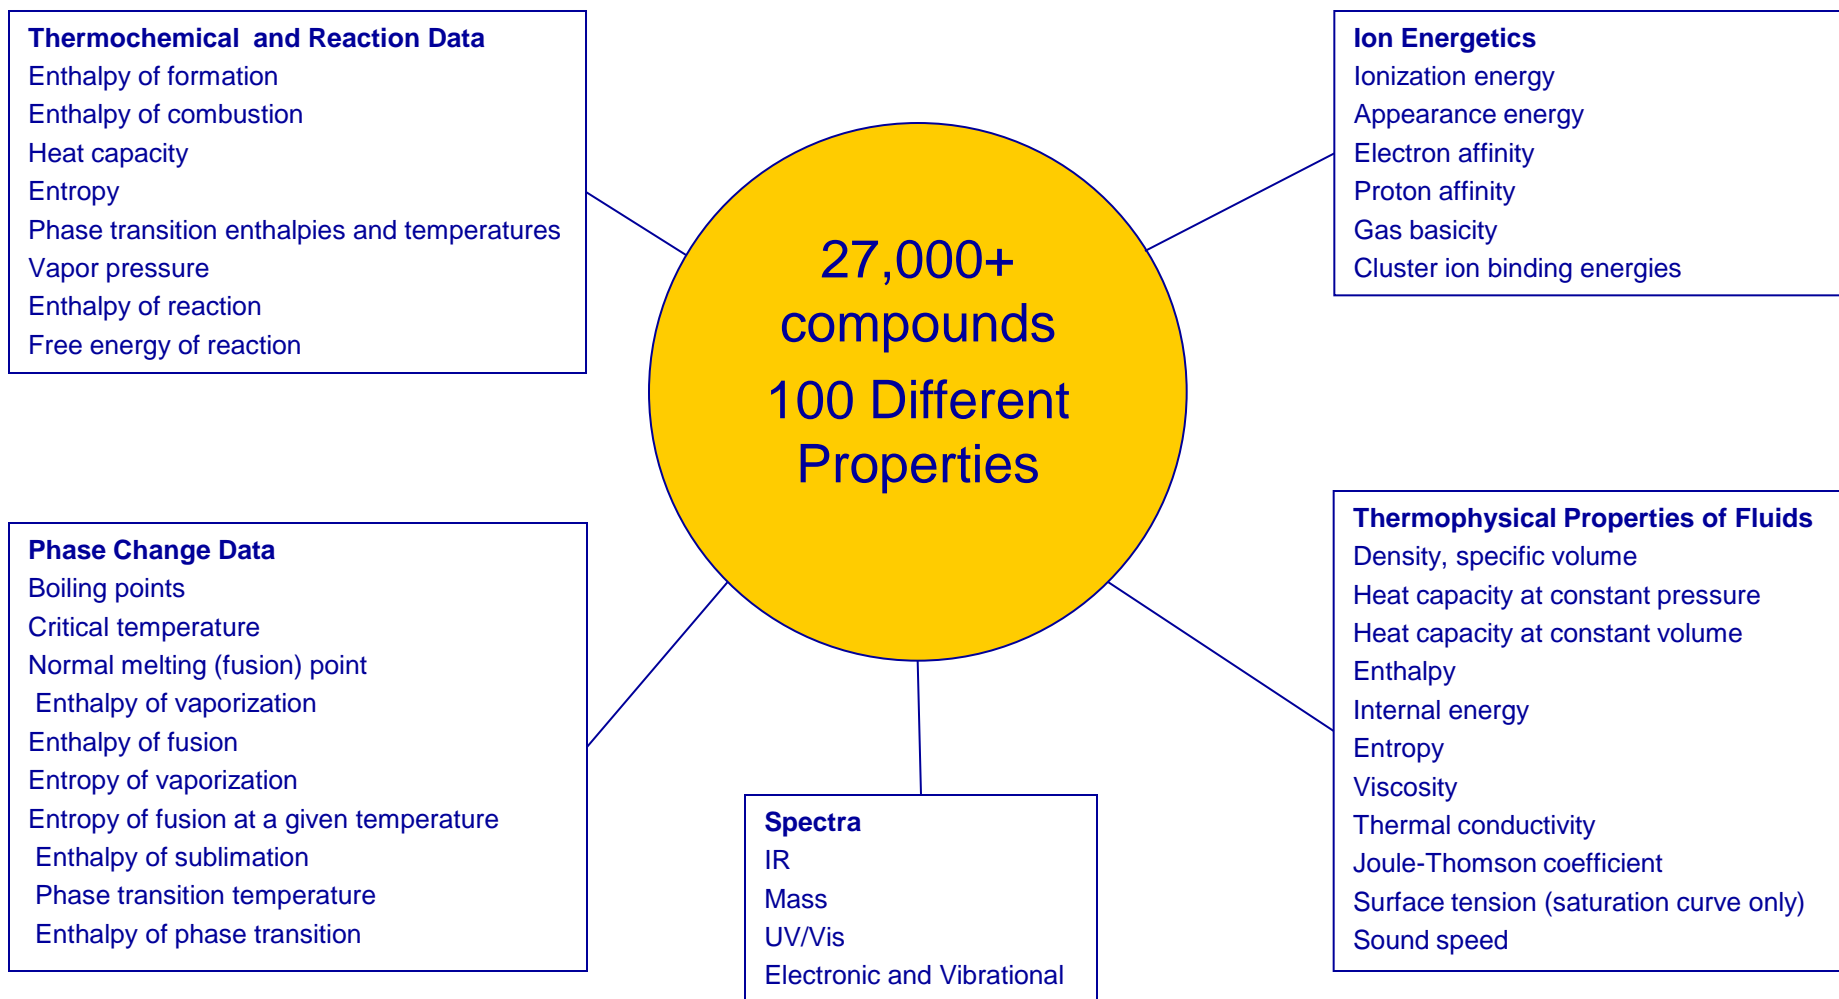 Thermochemical  and Reaction Data
Enthalpy of formation
Enthalpy of combustion
Heat capacity
Entropy
Phase transition enthalpies and temperatures
Vapor pressure
Enthalpy of reaction
Free energy of reaction
Ion Energetics
Ionization energy
Appearance energy
Electron affinity
Proton affinity
Gas basicity
Cluster ion binding energies
27,000+
compounds
100 Different
Properties
Phase Change Data
Boiling points
Critical temperature
Normal melting (fusion) point
Enthalpy of vaporization
Enthalpy of fusion
Entropy of vaporization
Entropy of fusion at a given temperature
Enthalpy of sublimation
Phase transition temperature
Enthalpy of phase transition
Spectra
IR
Mass
UV/Vis
Electronic and Vibrational
Thermophysical Properties of Fluids
Density, specific volume
Heat capacity at constant pressure
Heat capacity at constant volume
Enthalpy
Internal energy
Entropy
Viscosity
Thermal conductivity
Joule-Thomson coefficient
Surface tension (saturation curve only)
Sound speed